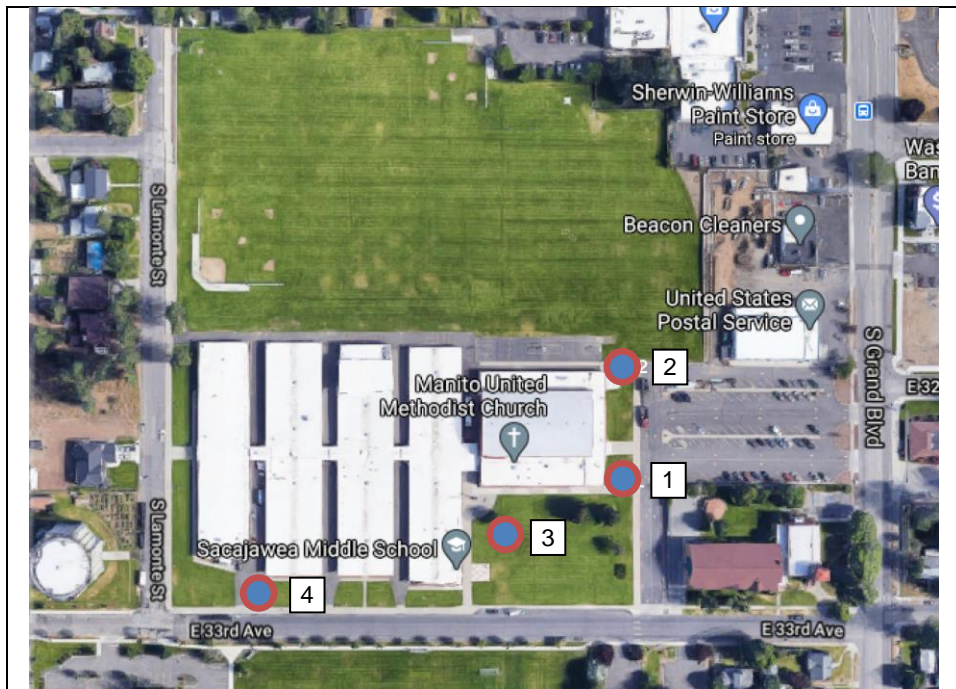 Sherwin-Williams
Paint Store
Paint store
Was
Ban
S Lamonte St
Beacon Cleaners
United States
Postal Service
S Grand Blvd
2
Manito United
Methodist Church
E 32
1
S Lamonte St
3
Sacajawea Middle School
4
E 33rd Ave
E 33rd Ave